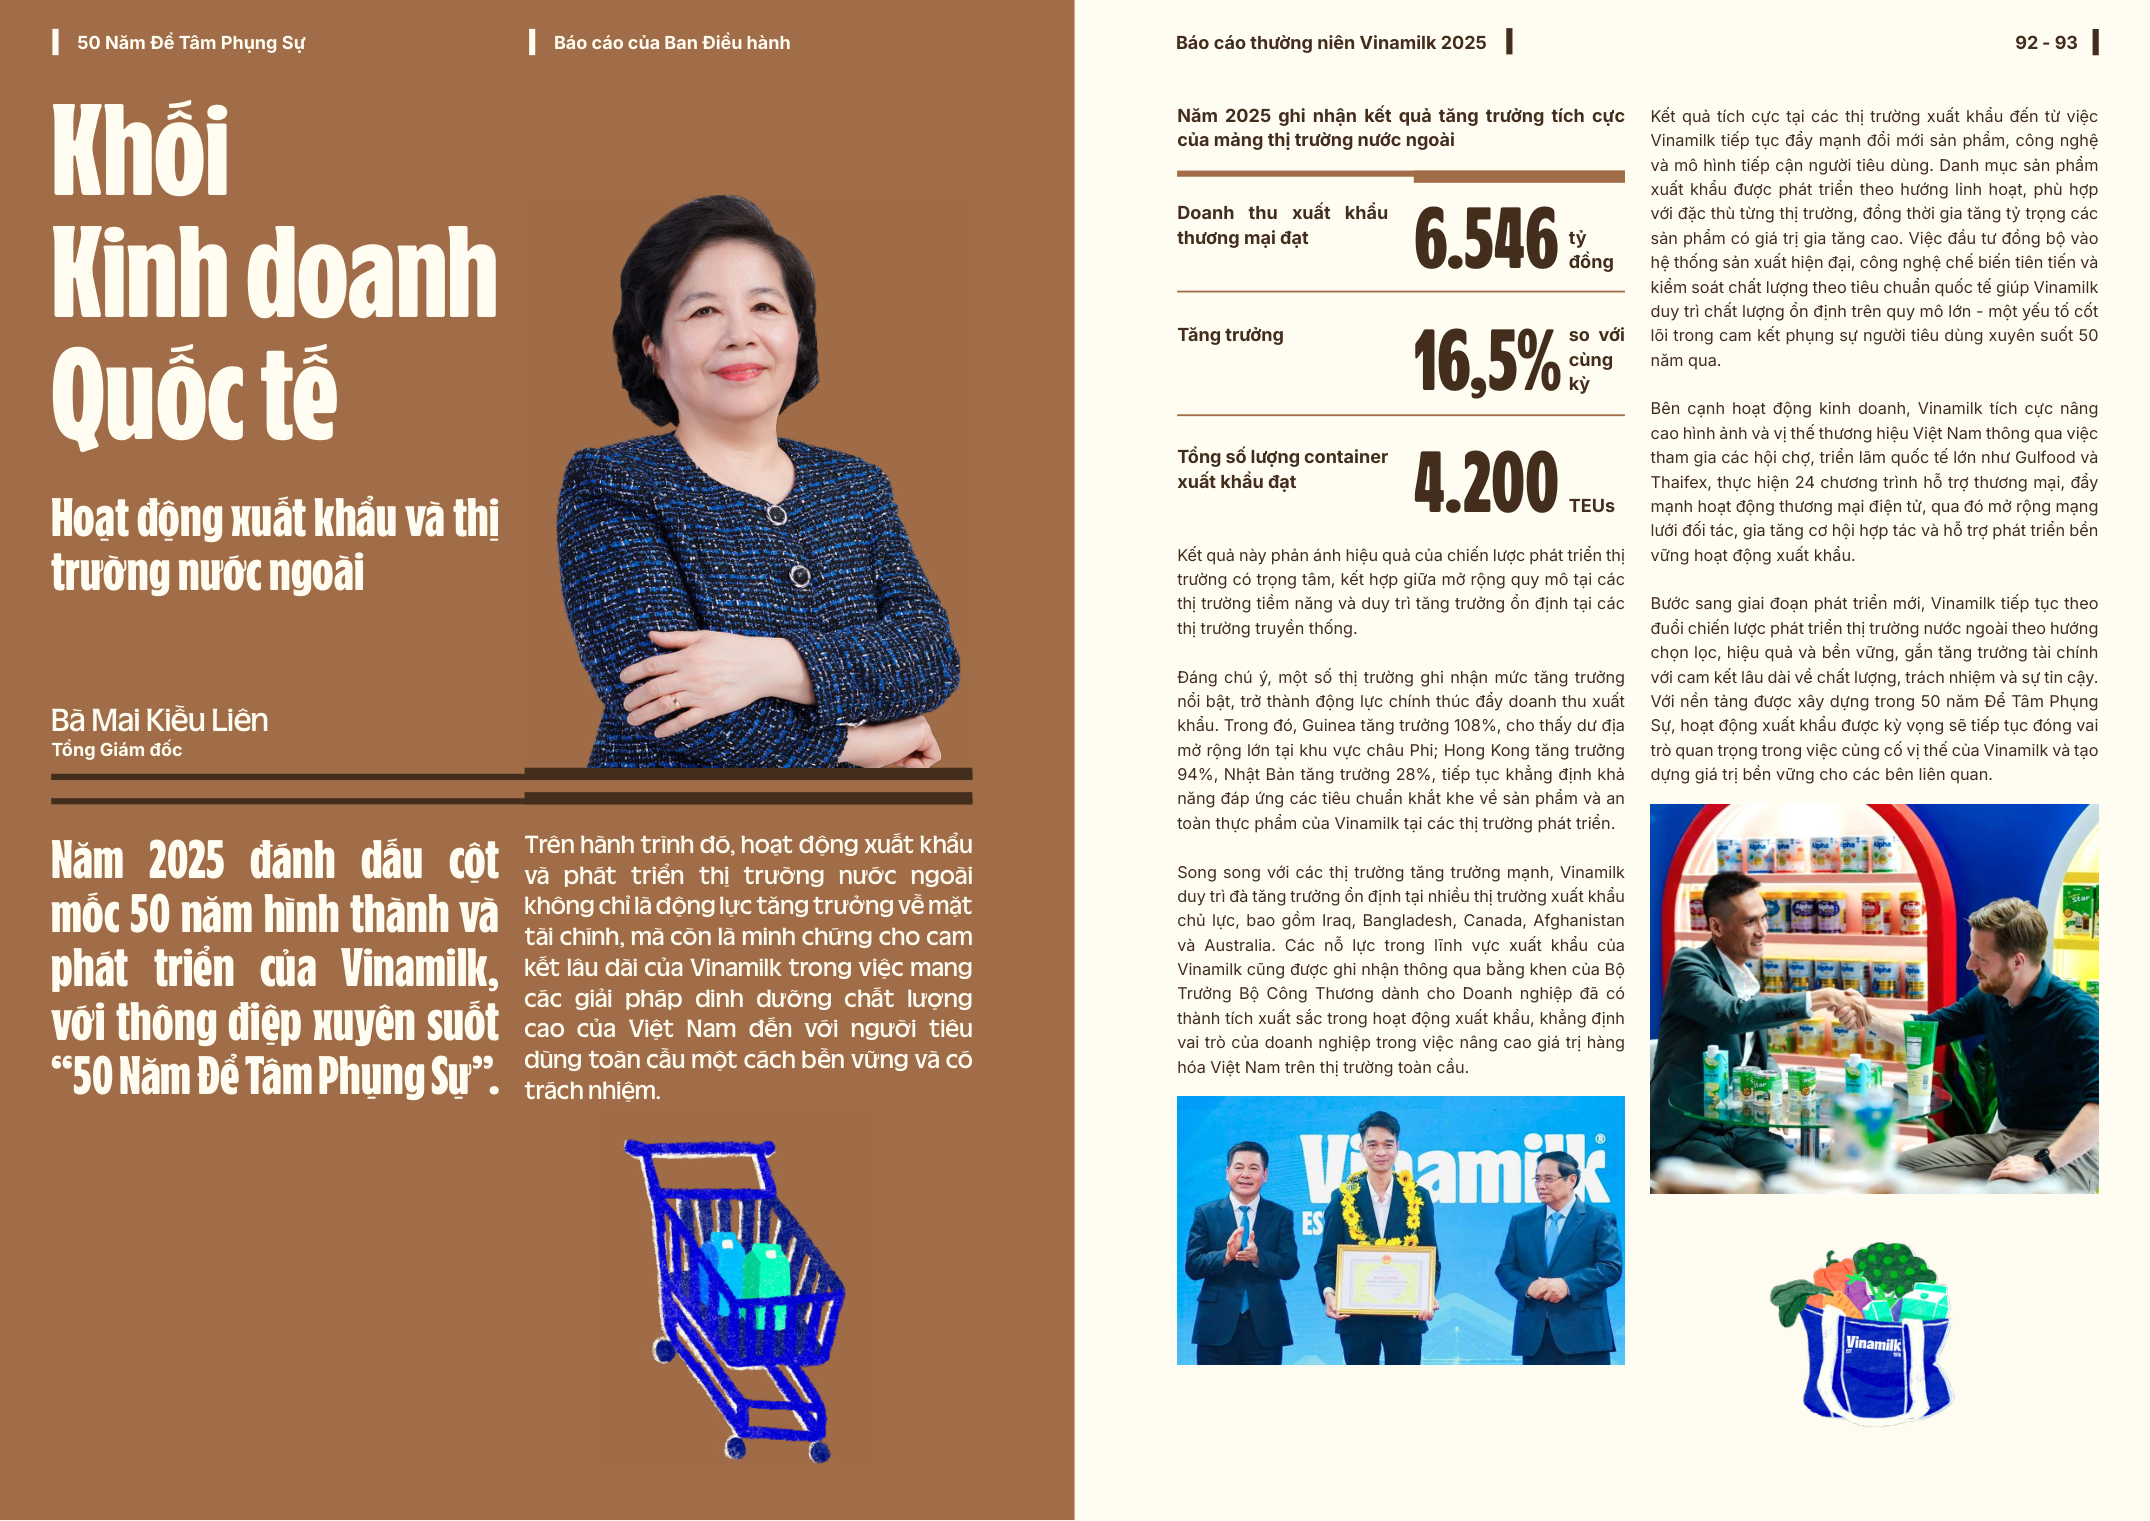 50 Năm Để Tâm Phụng Sự
Báo cáo của Ban Điều hành
Khối
Kinh doanh
Quốc tế
Hoạt động xuất khẩu và thị
trường nước ngoài
Bà Mai Kiều Liên
Tổng Giám đốc
Năm 2025 đánh dấu cột
mốc 50 năm hình thành và
phát triển của Vinamilk,
với thông điệp xuyên suốt
“50 Năm Để Tâm Phụng Sự”.
Trên hành trình đó, hoạt động xuất khẩu
và phát triển thị trường nước ngoài
không chỉ là động lực tăng trưởng về mặt
tài chính, mà còn là minh chứng cho cam
kết lâu dài của Vinamilk trong việc mang
các giải pháp dinh dưỡng chất lượng
cao của Việt Nam đến với người tiêu
dùng toàn cầu một cách bền vững và có
trách nhiệm.
Báo cáo thường niên Vinamilk 2025
92 - 93
Năm 2025 ghi nhận kết quả tăng trưởng tích cực
của mảng thị trường nước ngoài
Doanh thu xuất khẩu
thương mại đạt
6.546 tỷ
đồng
Tăng trưởng
16,5% so với
cùng
kỳ
Tổng số lượng container
xuất khẩu đạt
4.200 TEUs
Kết quả này phản ánh hiệu quả của chiến lược phát triển thị
trường có trọng tâm, kết hợp giữa mở rộng quy mô tại các
thị trường tiềm năng và duy trì tăng trưởng ổn định tại các
thị trường truyền thống.
Đáng chú ý, một số thị trường ghi nhận mức tăng trưởng
nổi bật, trở thành động lực chính thúc đẩy doanh thu xuất
khẩu. Trong đó, Guinea tăng trưởng 108%, cho thấy dư địa
mở rộng lớn tại khu vực châu Phi; Hong Kong tăng trưởng
94%, Nhật Bản tăng trưởng 28%, tiếp tục khẳng định khả
năng đáp ứng các tiêu chuẩn khắt khe về sản phẩm và an
toàn thực phẩm của Vinamilk tại các thị trường phát triển.
Song song với các thị trường tăng trưởng mạnh, Vinamilk
duy trì đà tăng trưởng ổn định tại nhiều thị trường xuất khẩu
chủ lực, bao gồm Iraq, Bangladesh, Canada, Afghanistan
và Australia. Các nỗ lực trong lĩnh vực xuất khẩu của
Vinamilk cũng được ghi nhận thông qua bằng khen của Bộ
Trưởng Bộ Công Thương dành cho Doanh nghiệp đã có
thành tích xuất sắc trong hoạt động xuất khẩu, khẳng định
vai trò của doanh nghiệp trong việc nâng cao giá trị hàng
hóa Việt Nam trên thị trường toàn cầu.
Vinamilk®
ES
Kết quả tích cực tại các thị trường xuất khẩu đến từ việc
Vinamilk tiếp tục đẩy mạnh đổi mới sản phẩm, công nghệ
và mô hình tiếp cận người tiêu dùng. Danh mục sản phẩm
xuất khẩu được phát triển theo hướng linh hoạt, phù hợp
với đặc thù từng thị trường, đồng thời gia tăng tỷ trọng các
sản phẩm có giá trị gia tăng cao. Việc đầu tư đồng bộ vào
hệ thống sản xuất hiện đại, công nghệ chế biến tiên tiến và
kiểm soát chất lượng theo tiêu chuẩn quốc tế giúp Vinamilk
duy trì chất lượng ổn định trên quy mô lớn - một yếu tố cốt
lõi trong cam kết phụng sự người tiêu dùng xuyên suốt 50
năm qua.
Bên cạnh hoạt động kinh doanh, Vinamilk tích cực nâng
cao hình ảnh và vị thế thương hiệu Việt Nam thông qua việc
tham gia các hội chợ, triển lãm quốc tế lớn như Gulfood và
Thaifex, thực hiện 24 chương trình hỗ trợ thương mại, đẩy
mạnh hoạt động thương mại điện tử, qua đó mở rộng mạng
lưới đối tác, gia tăng cơ hội hợp tác và hỗ trợ phát triển bền
vững hoạt động xuất khẩu.
Bước sang giai đoạn phát triển mới, Vinamilk tiếp tục theo
đuổi chiến lược phát triển thị trường nước ngoài theo hướng
chọn lọc, hiệu quả và bền vững, gắn tăng trưởng tài chính
với cam kết lâu dài về chất lượng, trách nhiệm và sự tin cậy.
Với nền tảng được xây dựng trong 50 năm Để Tâm Phụng
Sự, hoạt động xuất khẩu được kỳ vọng sẽ tiếp tục đóng vai
trò quan trọng trong việc củng cố vị thế của Vinamilk và tạo
dựng giá trị bền vững cho các bên liên quan.
Vinamilk